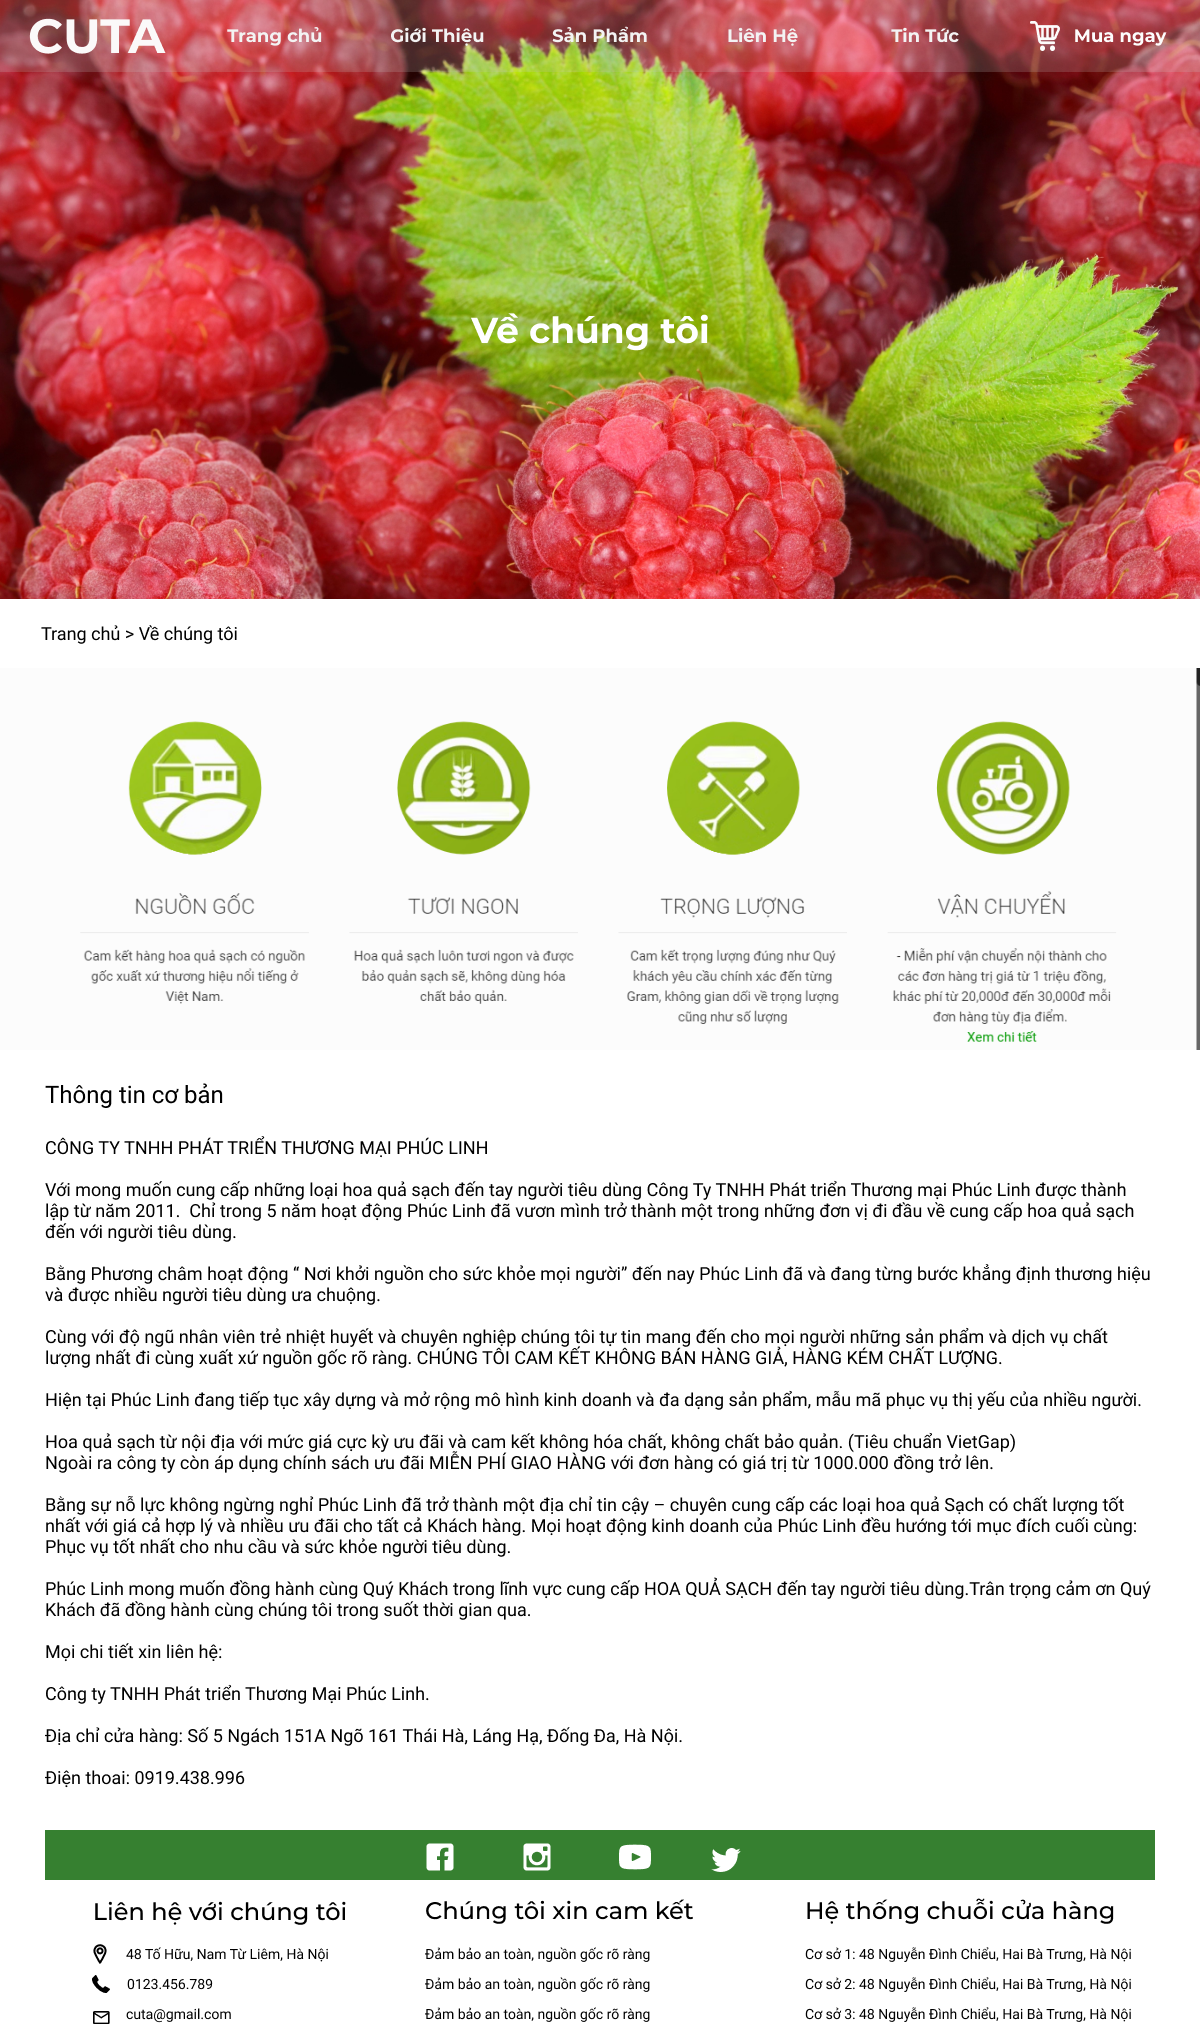 CUTA
Trang chủ
Giới Thiệu
Sản Phẩm
Liên Hệ
Tin Tức
Mua ngay
Về chúng tôi
Trang chủ > Về chúng tôi
NGUỒN GỐC
Cam kết hàng hoa quả sạch có nguồn
gốc xuất xứ thương hiệu nổi tiếng ở
Việt Nam.
TƯƠI NGON
Hoa quả sạch luôn tươi ngon và được
bảo quản sạch sẽ, không dùng hóa
chất bảo quản.
TRỌNG LƯỢNG
Cam kết trọng lượng đúng như Quý
khách yêu cầu chính xác đến từng
Gram, không gian dối về trọng lượng
cũng như số lượng
VẬN CHUYỂN
- Miễn phí vận chuyển nội thành cho
các đơn hàng trị giá từ 1 triệu đồng,
khác phí từ 20,000đ đến 30,000đ mỗi
đơn hàng tùy địa điểm.
Xem chi tiết
Thông tin cơ bản
CÔNG TY TNHH PHÁT TRIỂN THƯƠNG MẠI PHÚC LINH
Với mong muốn cung cấp những loại hoa quả sạch đến tay người tiêu dùng Công Ty TNHH Phát triển Thương mại Phúc Linh được thành
lập từ năm 2011.  Chỉ trong 5 năm hoạt động Phúc Linh đã vươn mình trở thành một trong những đơn vị đi đầu về cung cấp hoa quả sạch
đến với người tiêu dùng.
Bằng Phương châm hoạt động “ Nơi khởi nguồn cho sức khỏe mọi người” đến nay Phúc Linh đã và đang từng bước khẳng định thương hiệu
và được nhiều người tiêu dùng ưa chuộng.
Cùng với độ ngũ nhân viên trẻ nhiệt huyết và chuyên nghiệp chúng tôi tự tin mang đến cho mọi người những sản phẩm và dịch vụ chất
lượng nhất đi cùng xuất xứ nguồn gốc rõ ràng. CHÚNG TÔI CAM KẾT KHÔNG BÁN HÀNG GIẢ, HÀNG KÉM CHẤT LƯỢNG.
Hiện tại Phúc Linh đang tiếp tục xây dựng và mở rộng mô hình kinh doanh và đa dạng sản phẩm, mẫu mã phục vụ thị yếu của nhiều người.
Hoa quả sạch từ nội địa với mức giá cực kỳ ưu đãi và cam kết không hóa chất, không chất bảo quản. (Tiêu chuẩn VietGap)
Ngoài ra công ty còn áp dụng chính sách ưu đãi MIỄN PHÍ GIAO HÀNG với đơn hàng có giá trị từ 1000.000 đồng trở lên.
Bằng sự nỗ lực không ngừng nghỉ Phúc Linh đã trở thành một địa chỉ tin cậy – chuyên cung cấp các loại hoa quả Sạch có chất lượng tốt
nhất với giá cả hợp lý và nhiều ưu đãi cho tất cả Khách hàng. Mọi hoạt động kinh doanh của Phúc Linh đều hướng tới mục đích cuối cùng:
Phục vụ tốt nhất cho nhu cầu và sức khỏe người tiêu dùng.
Phúc Linh mong muốn đồng hành cùng Quý Khách trong lĩnh vực cung cấp HOA QUẢ SẠCH đến tay người tiêu dùng.Trân trọng cảm ơn Quý
Khách đã đồng hành cùng chúng tôi trong suốt thời gian qua.
Mọi chi tiết xin liên hệ:
Công ty TNHH Phát triển Thương Mại Phúc Linh.
Địa chỉ cửa hàng: Số 5 Ngách 151A Ngõ 161 Thái Hà, Láng Hạ, Đống Đa, Hà Nội.
Điện thoai: 0919.438.996
Liên hệ với chúng tôi
48 Tố Hữu, Nam Từ Liêm, Hà Nội
0123.456.789
cuta@gmail.com
Chúng tôi xin cam kết
Đảm bảo an toàn, nguồn gốc rõ ràng
Đảm bảo an toàn, nguồn gốc rõ ràng
Đảm bảo an toàn, nguồn gốc rõ ràng
Hệ thống chuỗi cửa hàng
Cơ sở 1: 48 Nguyễn Đình Chiểu, Hai Bà Trưng, Hà Nội
Cơ sở 2: 48 Nguyễn Đình Chiểu, Hai Bà Trưng, Hà Nội
Cơ sở 3: 48 Nguyễn Đình Chiểu, Hai Bà Trưng, Hà Nội